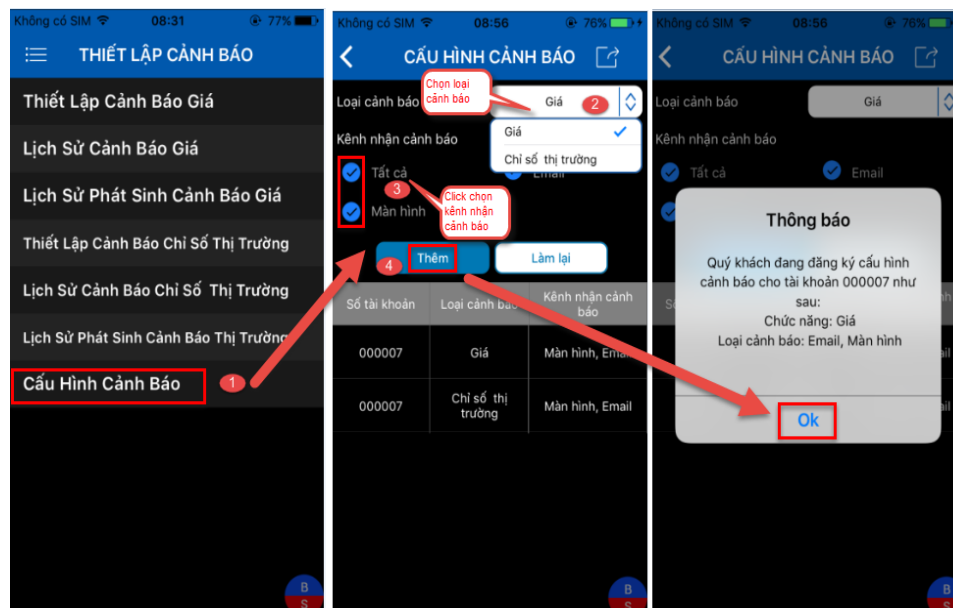 Không có SIM 08:31 77%
THIẾT LẬP CẢNH BÁO
Thiết Lập Cảnh Báo Giá
Lịch Sử Cảnh Báo Giá
Lịch Sử Phát Sinh Cảnh Báo Giá
Thiết Lập Cảnh Báo Chỉ Số Thị Trường
Lịch Sử Cảnh Báo Chỉ Số Thị Trường
Lịch Sử Phát Sinh Cảnh Báo Thị Trường
Cấu Hình Cảnh Báo
1
B
S
Không có SIM 08:56 76%
CẤU HÌNH CẢNH BÁO
Chọn loại
cảnh báo
Loại cảnh báo
Giá
2
Giá
Chỉ số thị trường
Kênh nhận cảnh báo
Tất cả
Email
3
Màn hình
Click chọn
kênh nhận
cảnh báo
4
Thêm
Làm lại
Số tài khoản Loại cảnh báo Kênh nhận cảnh
báo
000007 Giá Màn hình, Email
000007 Chỉ số thị
trường Màn hình, Email
B
S
Không có SIM 08:56 76%
CẤU HÌNH CẢNH BÁO
Loại cảnh báo
Giá
Kênh nhận cảnh báo
Tất cả
Email
Thông báo
Quý khách đang đăng ký cấu hình
cảnh báo cho tài khoản 000007 như
sau:
Chức năng: Giá
Loại cảnh báo: Email, Màn hình
Ok
B
S